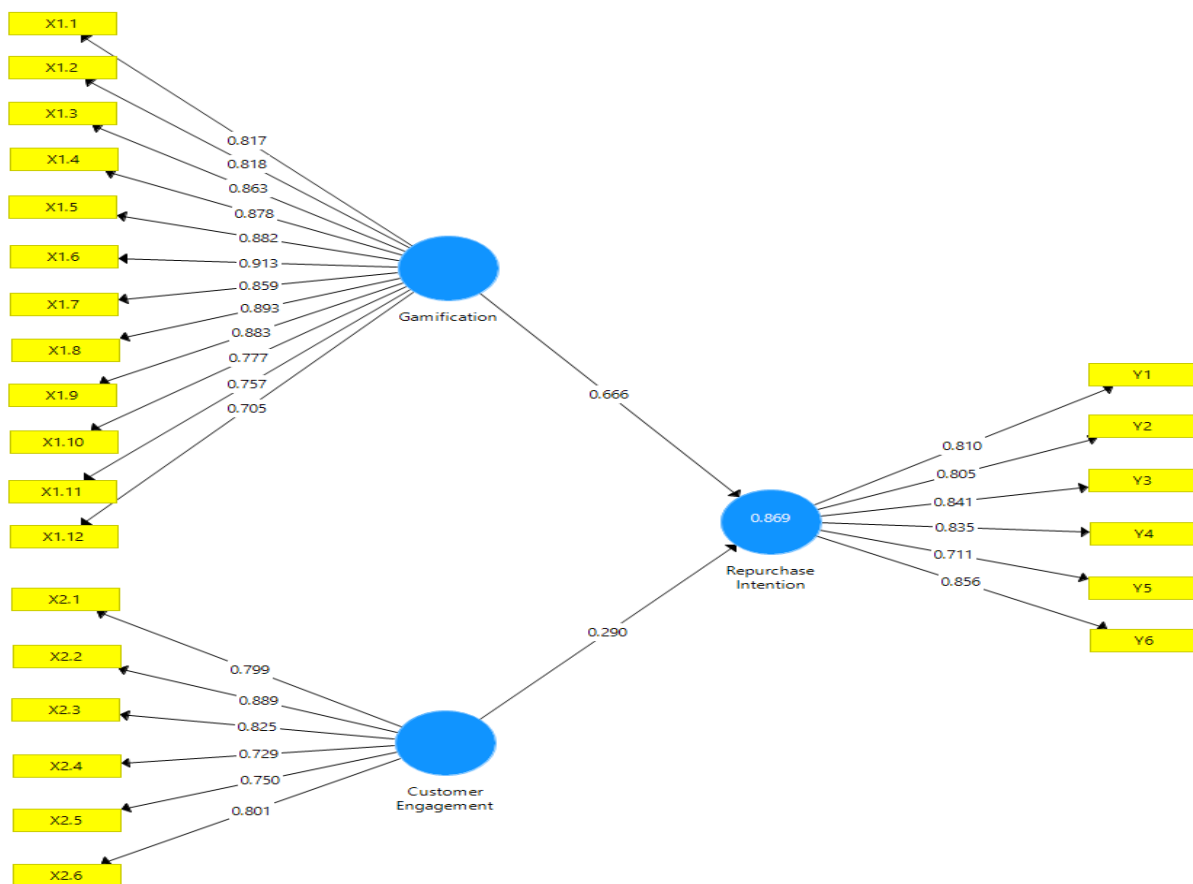 X1.1
X1.2
X1.3
X1.4
X1.5
X1.6
X1.7
X1.8
X1.9
X1.10
X1.11
X1.12
0.817
0.818
0.863
0.878
0.882
0.913
0.859
0.893
0.883
0.777
0.757
0.705
Gamification
0.666
X2.1
X2.2
X2.3
X2.4
X2.5
X2.6
0.799
0.889
0.825
0.729
0.750
0.801
Customer
Engagement
0.290
0.869
Repurchase
Intention
0.810
0.805
0.841
0.835
0.711
0.856
Y1
Y2
Y3
Y4
Y5
Y6